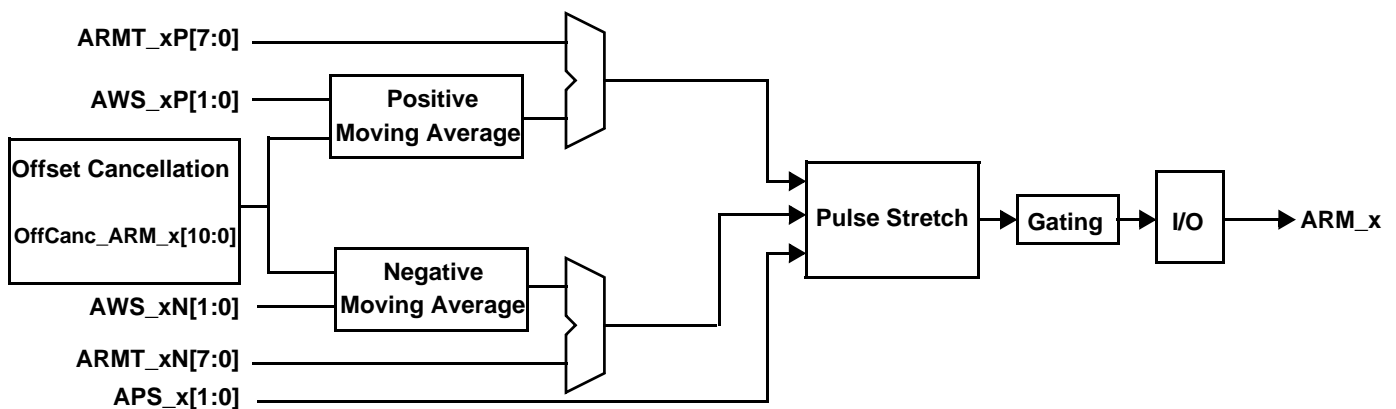 ARMT_xP[7:0]
AWS_xP[1:0]
Positive
Moving Average
Offset Cancellation
OffCanc_ARM_x[10:0]
Pulse Stretch
Gating
I/O
ARM_x
Negative
Moving Average
AWS_xN[1:0]
ARMT_xN[7:0]
APS_x[1:0]